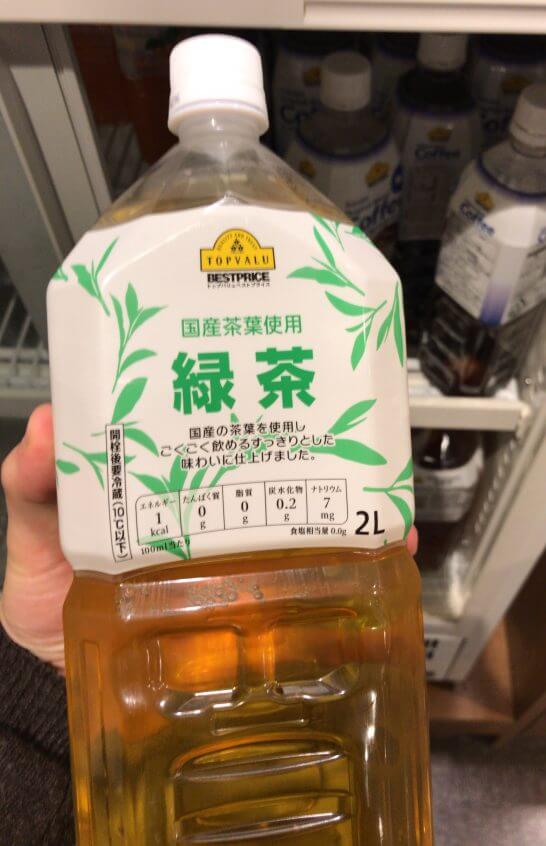 QUALITY AND TRUST
TOPVALU
BESTPRICE
トップバリュベストプライス
国産茶葉使用
緑茶
国産の茶葉を使用し
ごくごく飲めるすっきりとした
味わいに仕上げました。
開栓後要冷蔵(10℃以下)
エネルギー たんぱく質 脂質 炭水化物 ナトリウム
1 0 0 0.2 7
kcal g g g mg
100ml当たり 食塩相当量 0.0g
2L
Coffee
Coffee